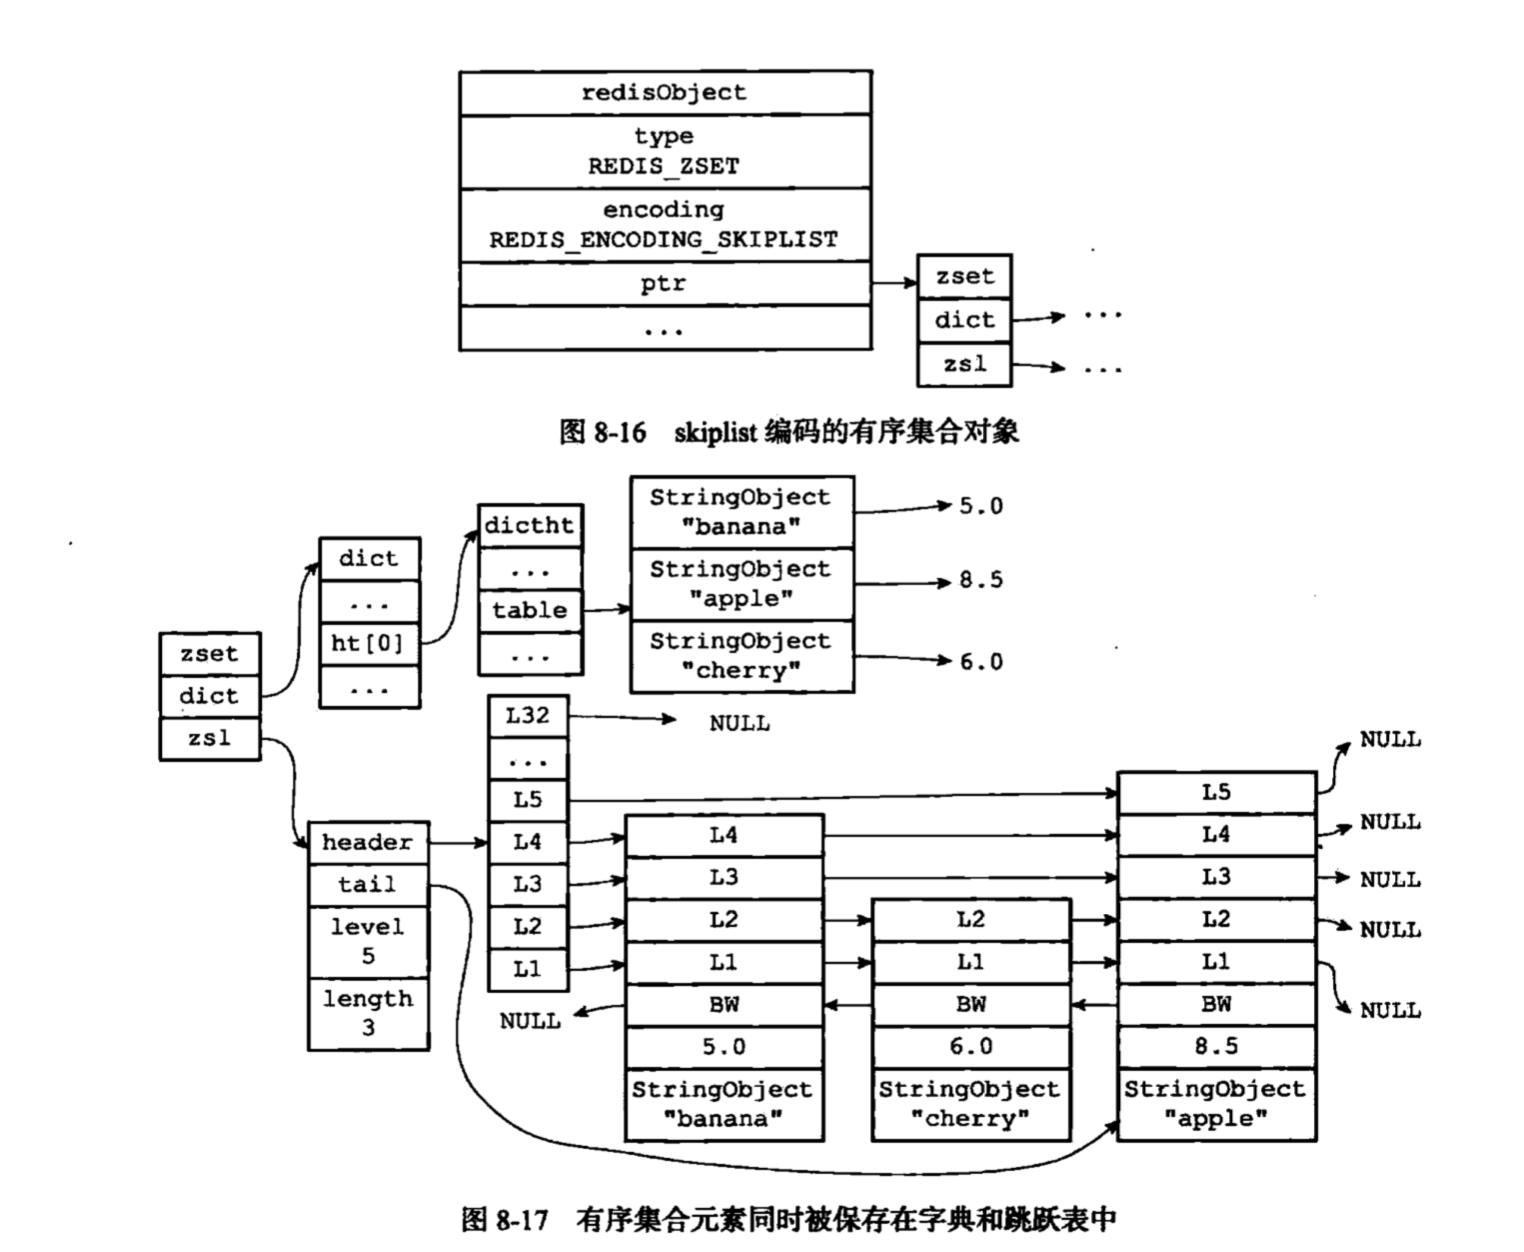 redisObject
type
REDIS_ZSET
encoding
REDIS_ENCODING_SKIPLIST
ptr
...
zset
dict
...
zsl
...
图 8-16 skiplist 编码的有序集合对象
zset
dict
zsl
dict
...
ht[0]
...
dictht
...
table
...
StringObject
"banana"
5.0
StringObject
"apple"
8.5
StringObject
"cherry"
6.0
header
tail
level
5
length
3
L32
NULL
...
L5
L4
L3
L2
L1
NULL
L4
L3
L2
L1
BW
5.0
StringObject
"banana"
L2
L1
BW
6.0
StringObject
"cherry"
L5
L4
L3
L2
L1
BW
8.5
StringObject
"apple"
NULL
NULL
NULL
NULL
NULL
图 8-17 有序集合元素同时被保存在字典和跳跃表中